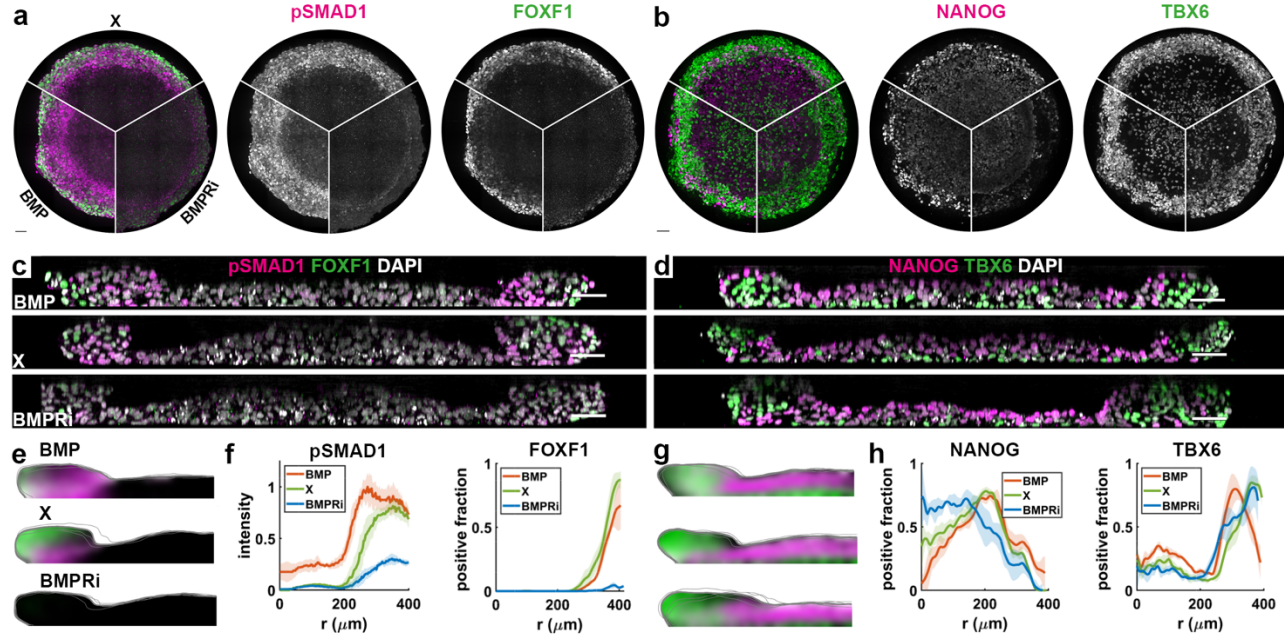 a
X
BMP
BMPRi
pSMAD1
FOXF1
b
NANOG
TBX6
c
pSMAD1 FOXF1 DAPI
BMP
X
BMPRi
d
NANOG TBX6 DAPI
e
BMP
X
BMPRi
f
pSMAD1
intensity
1
0.5
0
BMP
X
BMPRi
0
200
400
r (μm)
FOXF1
positive fraction
1
0.5
0
BMP
X
BMPRi
0
200
400
r (μm)
g
h
NANOG
positive fraction
1
0.5
0
BMP
X
BMPRi
0
200
400
r (μm)
TBX6
positive fraction
1
0.5
0
BMP
X
BMPRi
0
200
400
r (μm)